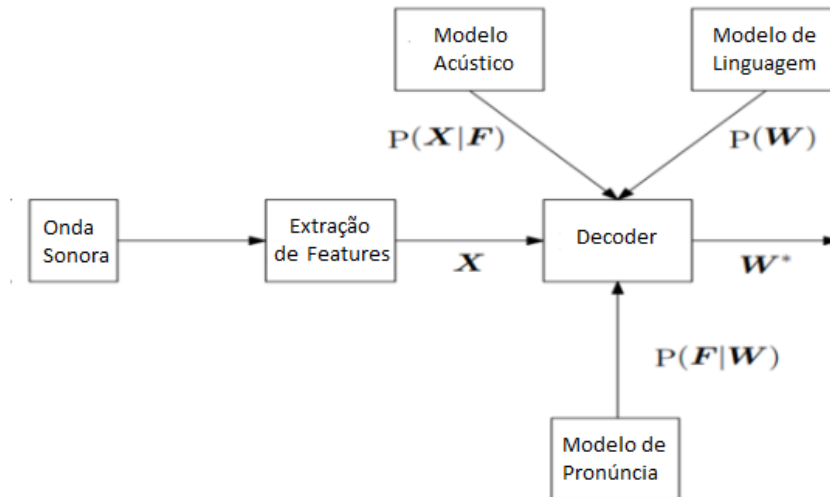 Modelo
Acústico
Modelo de
Linguagem
P(X|F)
P(W)
Onda
Sonora
Extração
de Features
X
Decoder
W*
P(F|W)
Modelo de
Pronúncia